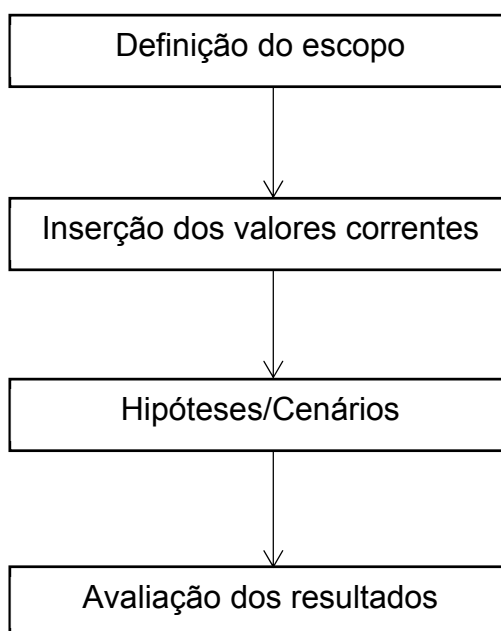 Definição do escopo
Inserção dos valores correntes
Hipóteses/Cenários
Avaliação dos resultados